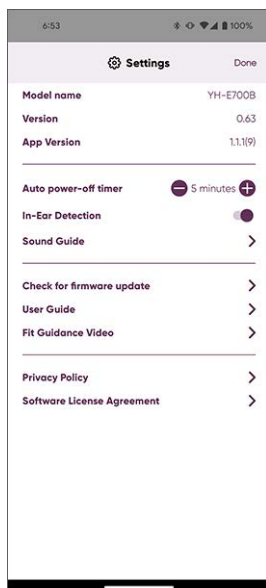 6:53 100%
Settings Done
Model name YH-E700B
Version 0.63
App Version 1.1.1(9)
Auto power-off timer 5 minutes
In-Ear Detection
Sound Guide
Check for firmware update
User Guide
Fit Guidance Video
Privacy Policy
Software License Agreement